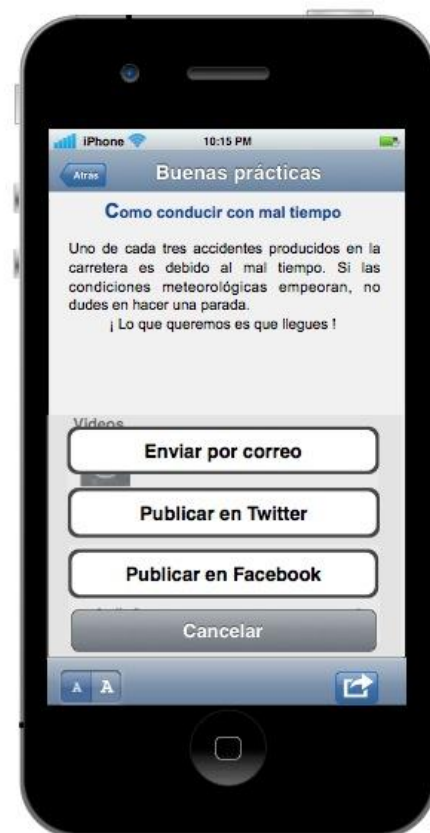 iPhone 10:15 PM
Atras Buenas prácticas
Como conducir con mal tiempo
Uno de cada tres accidentes producidos en la
carretera es debido al mal tiempo. Si las
condiciones meteorológicas empeoran, no
dudes en hacer una parada.
¡ Lo que queremos es que llegues !
Videos
Enviar por correo
Publicar en Twitter
Publicar en Facebook
Cancelar
A A